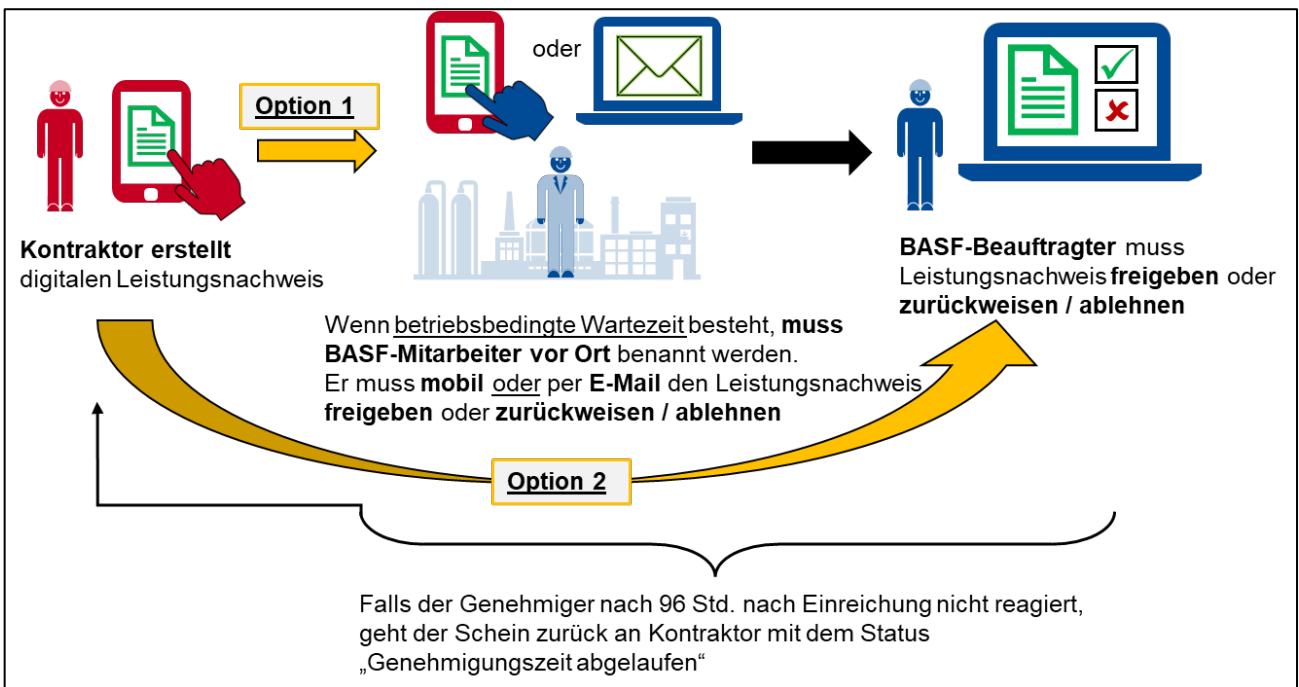 oder
Option 1
Kontraktor erstellt
digitalen Leistungsnachweis
Wenn betriebsbedingte Wartezeit besteht, muss
BASF-Mitarbeiter vor Ort benannt werden.
Er muss mobil oder per E-Mail den Leistungsnachweis
freigeben oder zurückweisen / ablehnen
BASF-Beauftragter muss
Leistungsnachweis freigeben oder
zurückweisen / ablehnen
Option 2
Falls der Genehmiger nach 96 Std. nach Einreichung nicht reagiert,
geht der Schein zurück an Kontraktor mit dem Status
„Genehmigungszeit abgelaufen“